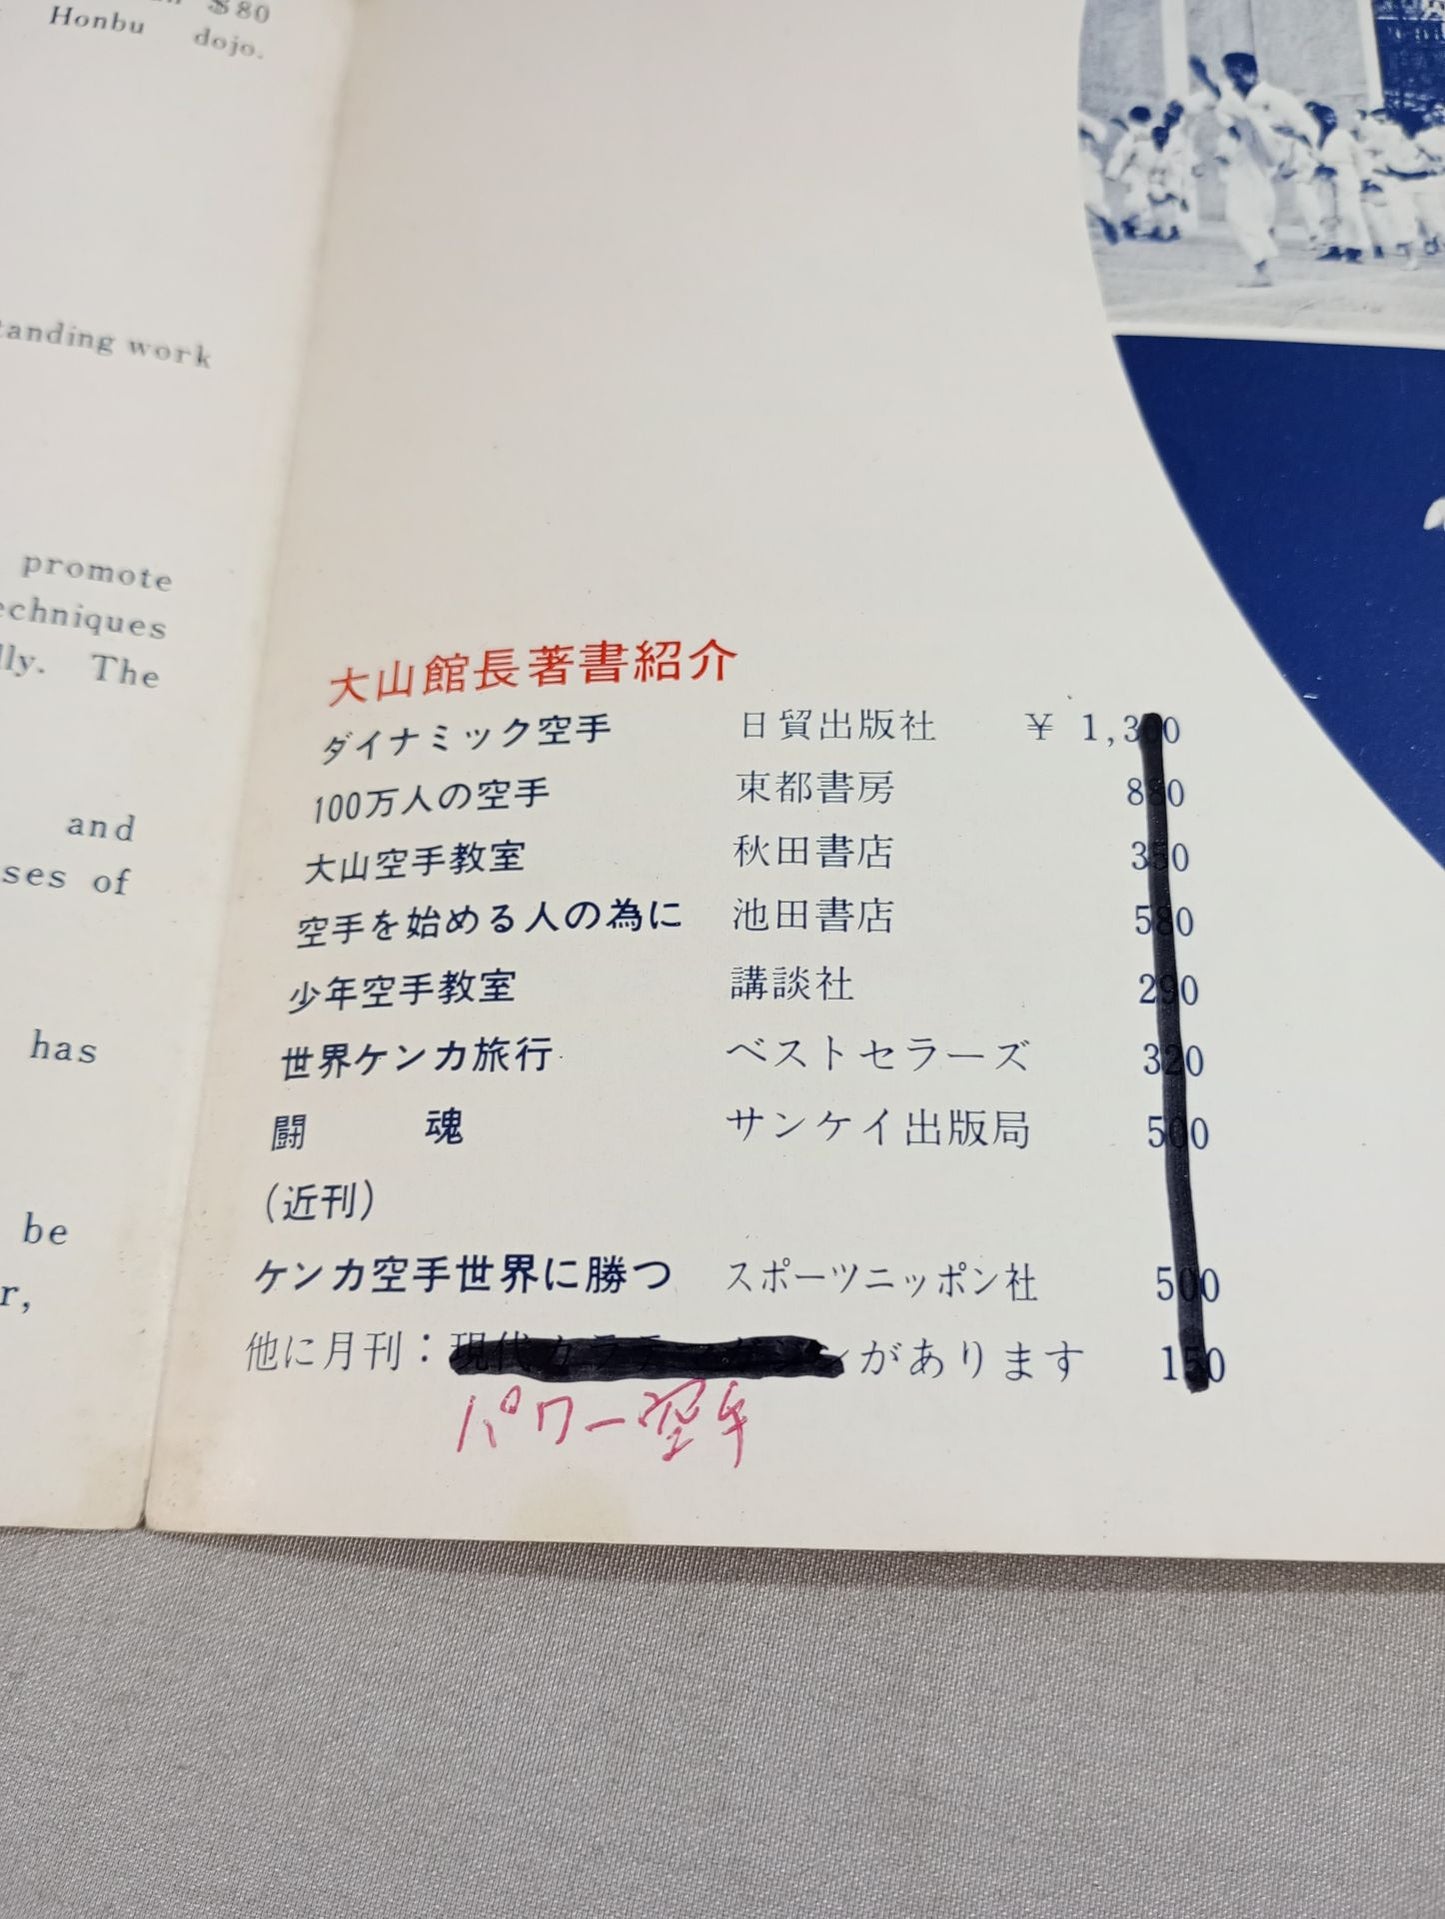 $80
Honbu dojo.
tanding work
promote
echniques
lly. The
and
ses of
has
be
r,
大山館長著書紹介
ダイナミック空手 日貿出版社 ¥ 1,300
100万人の空手 東都書房
大山空手教室 秋田書店
空手を始める人の為に 池田書店 580
少年空手教室 講談社 290
世界ケンカ旅行 ベストセラーズ 320
闘 魂 サンケイ出版局 500
(近刊)
ケンカ空手世界に勝つ スポーツニッポン社 500
他に月刊: 現代カラテ があります 150
パワー空手